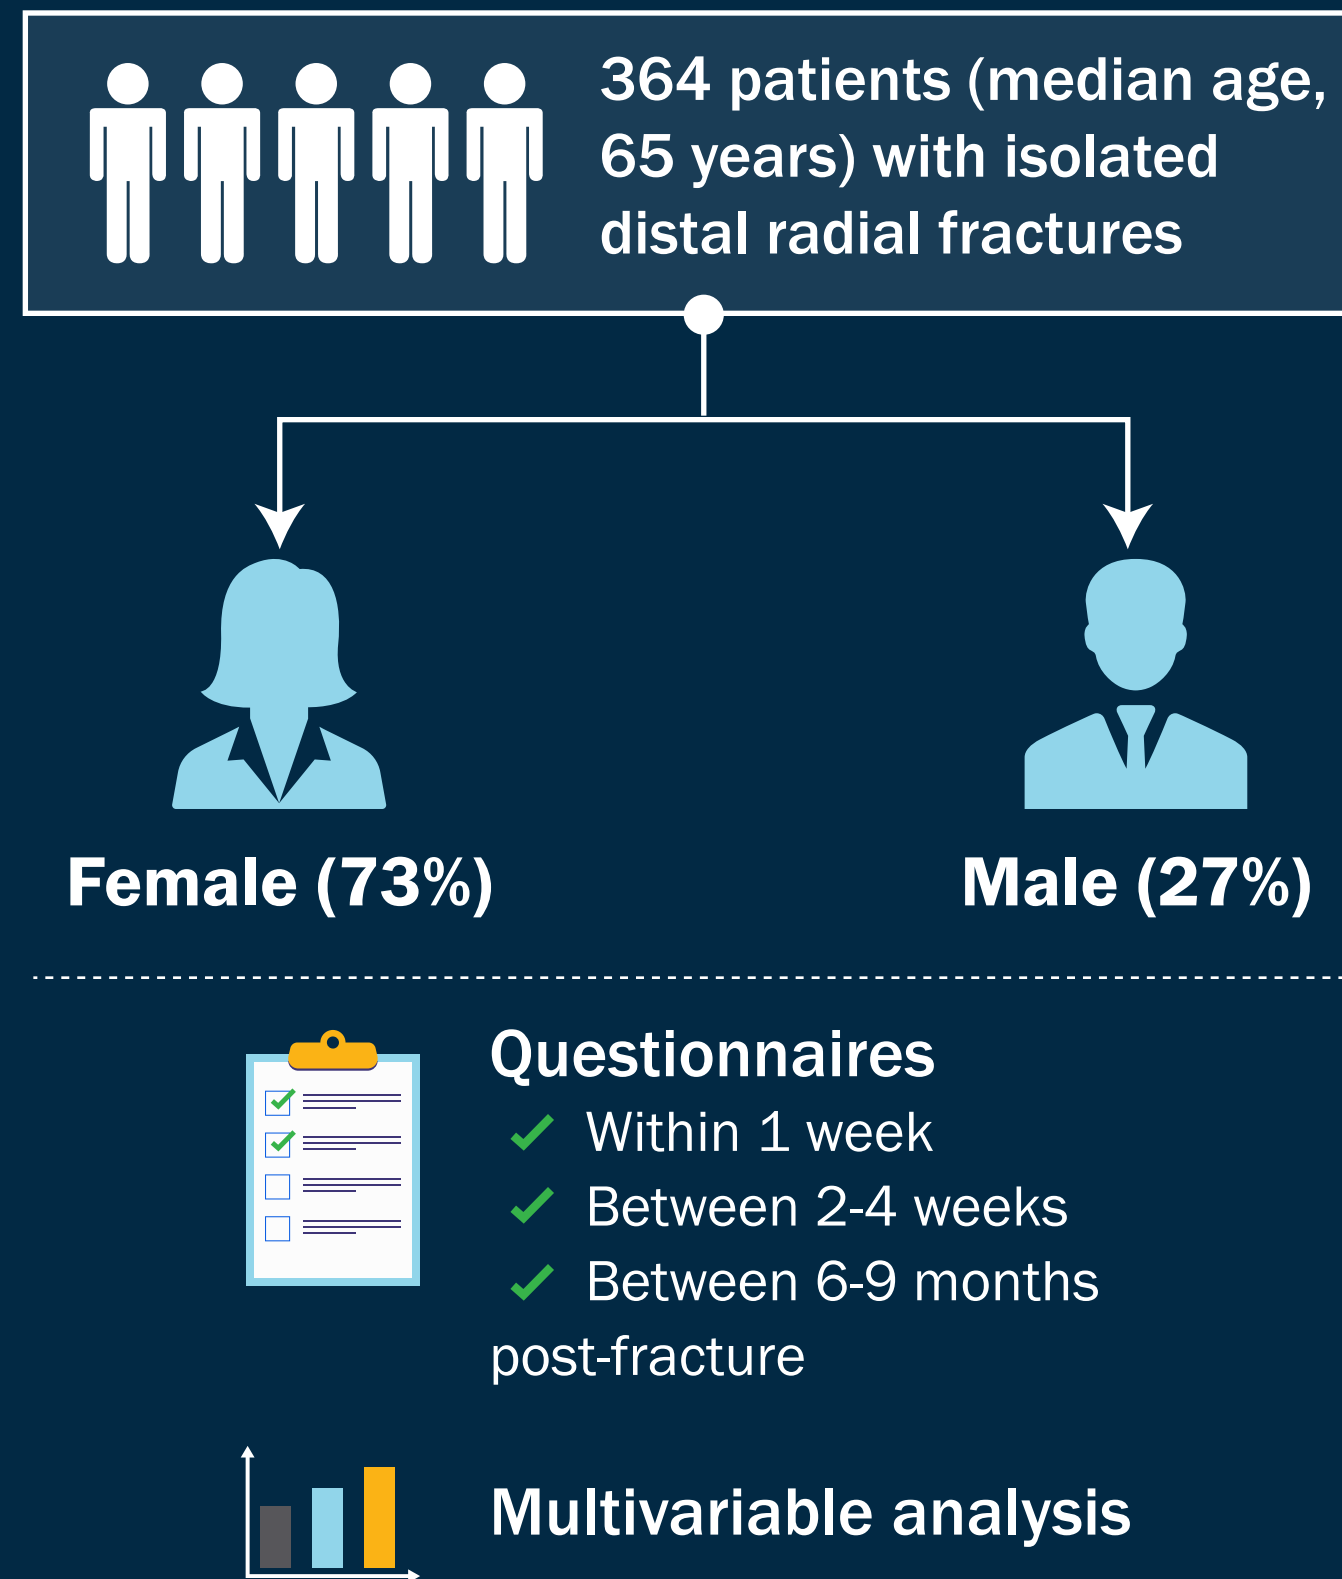 364 patients (median age,
65 years) with isolated
distal radial fractures
Female (73%)
Male (27%)
Questionnaires
Within 1 week
Between 2-4 weeks
Between 6-9 months
post-fracture
Multivariable analysis